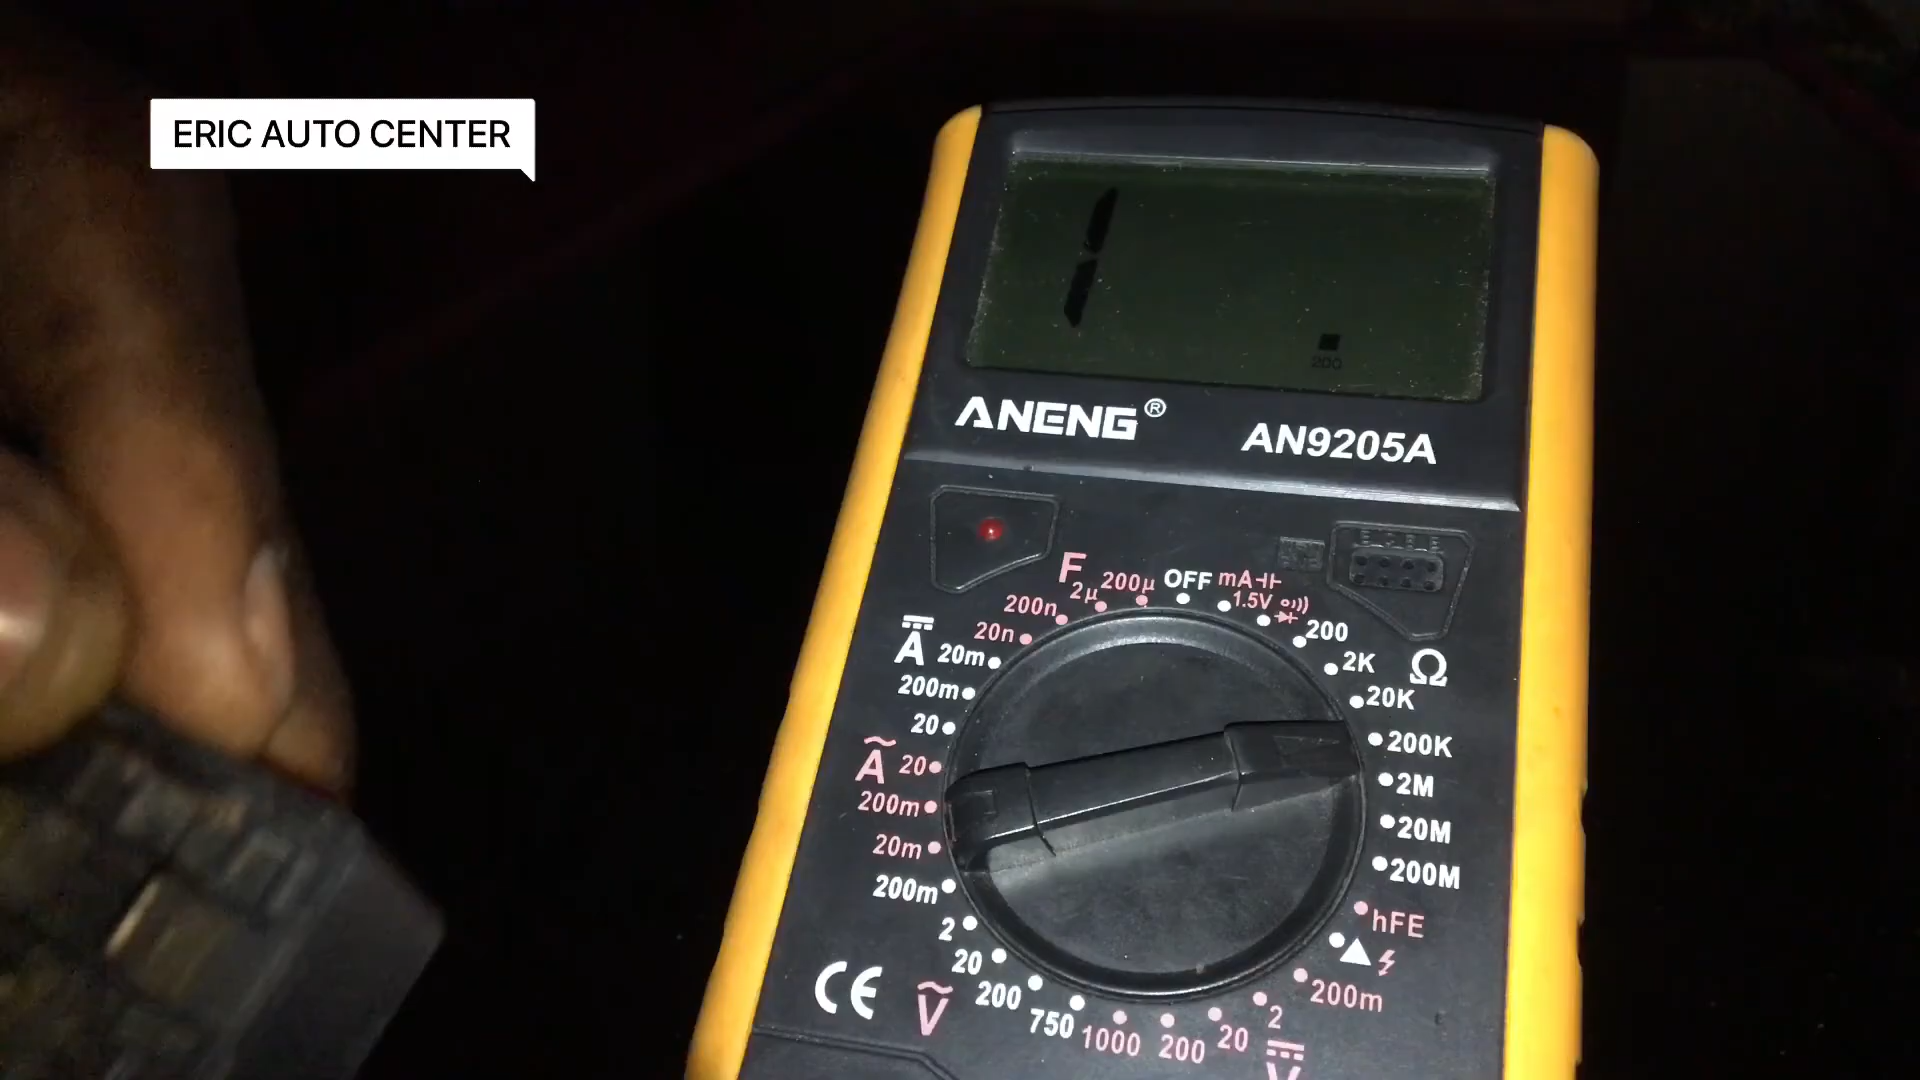 ERIC AUTO CENTER
1
200
ANENG®
AN9205A
F
2µ
200µ
OFF
mA
1.5V
200n
200
20n
2K
Ω
A
20m
20K
200m
200K
20
2M
A
20
20M
200m
200M
20m
hFE
200m
2
20
200
750
1000
200
20
2
200m
CE
V
V